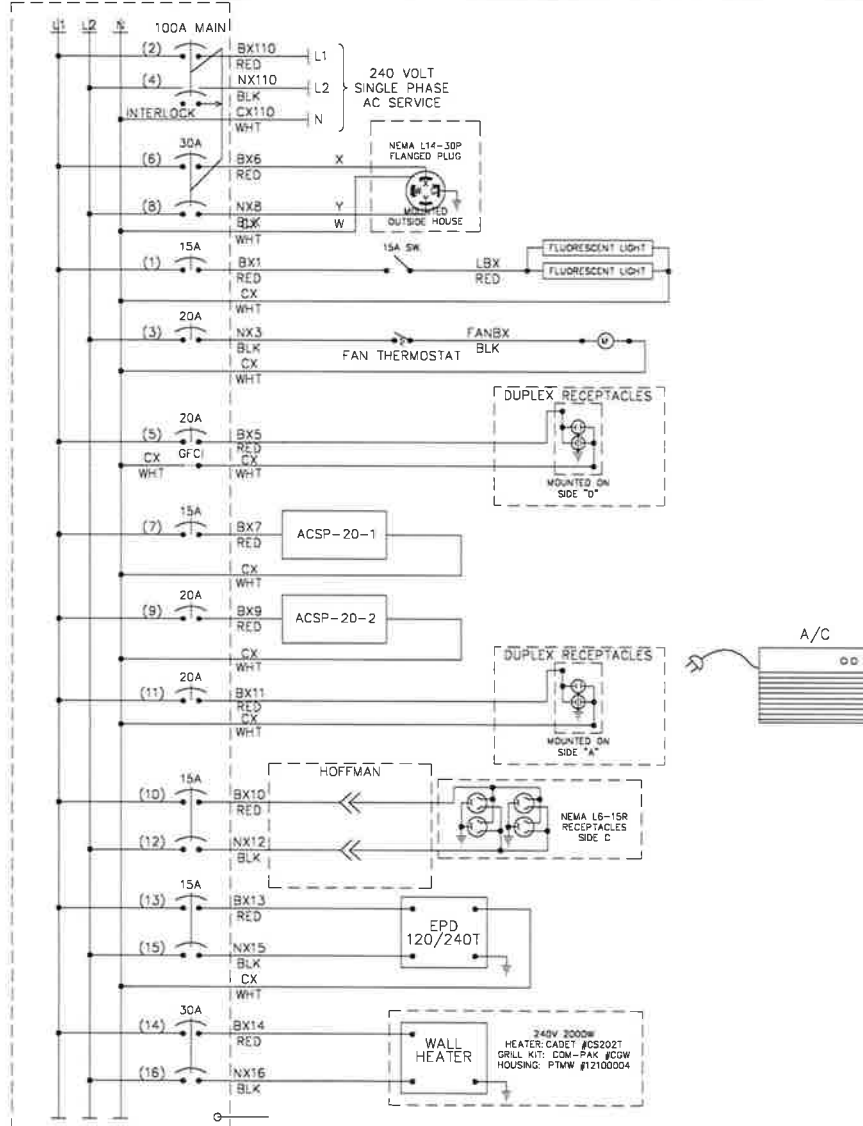 L1 L2 N 100A MAIN
(2) BX110 L1
RED
(4) NX110 L2
BLK
240 VOLT
SINGLE PHASE
AC SERVICE
INTERLOCK CX110 N
WHT
30A
(6) BX6 X
RED
NEMA L14-30P
FLANGED PLUG
(8) NX8 Y
BLK
CX W
WHT
MOUNTED
OUTSIDE HOUSE
15A
(1) BX1 15A SW LBX
RED RED
FLUORESCENT LIGHT
FLUORESCENT LIGHT
CX
WHT
20A
(3) NX3 FANBX M
BLK FAN THERMOSTAT BLK
CX
WHT
DUPLEX RECEPTACLES
20A
(5) BX5
RED
CX GFCI CX
WHT WHT
MOUNTED ON
SIDE "D"
15A
(7) BX7 ACSP-20-1
RED
CX
WHT
20A
(9) BX9 ACSP-20-2
RED
CX
WHT
A/C
DUPLEX RECEPTACLES
20A
(11) BX11
RED
CX
WHT
MOUNTED ON
SIDE "A"
HOFFMAN
15A
(10) BX10
RED
(12) NX12
BLK
NEMA L6-15R
RECEPTACLES
SIDE C
15A
(13) BX13
RED
EPD
120/240T
(15) NX15
BLK
CX
WHT
30A
(14) BX14
RED
WALL
HEATER
240V 2000W
HEATER: CADET #CS202T
GRILL KIT: COM-PAK #CGW
HOUSING: PTMW #12100004
(16) NX16
BLK